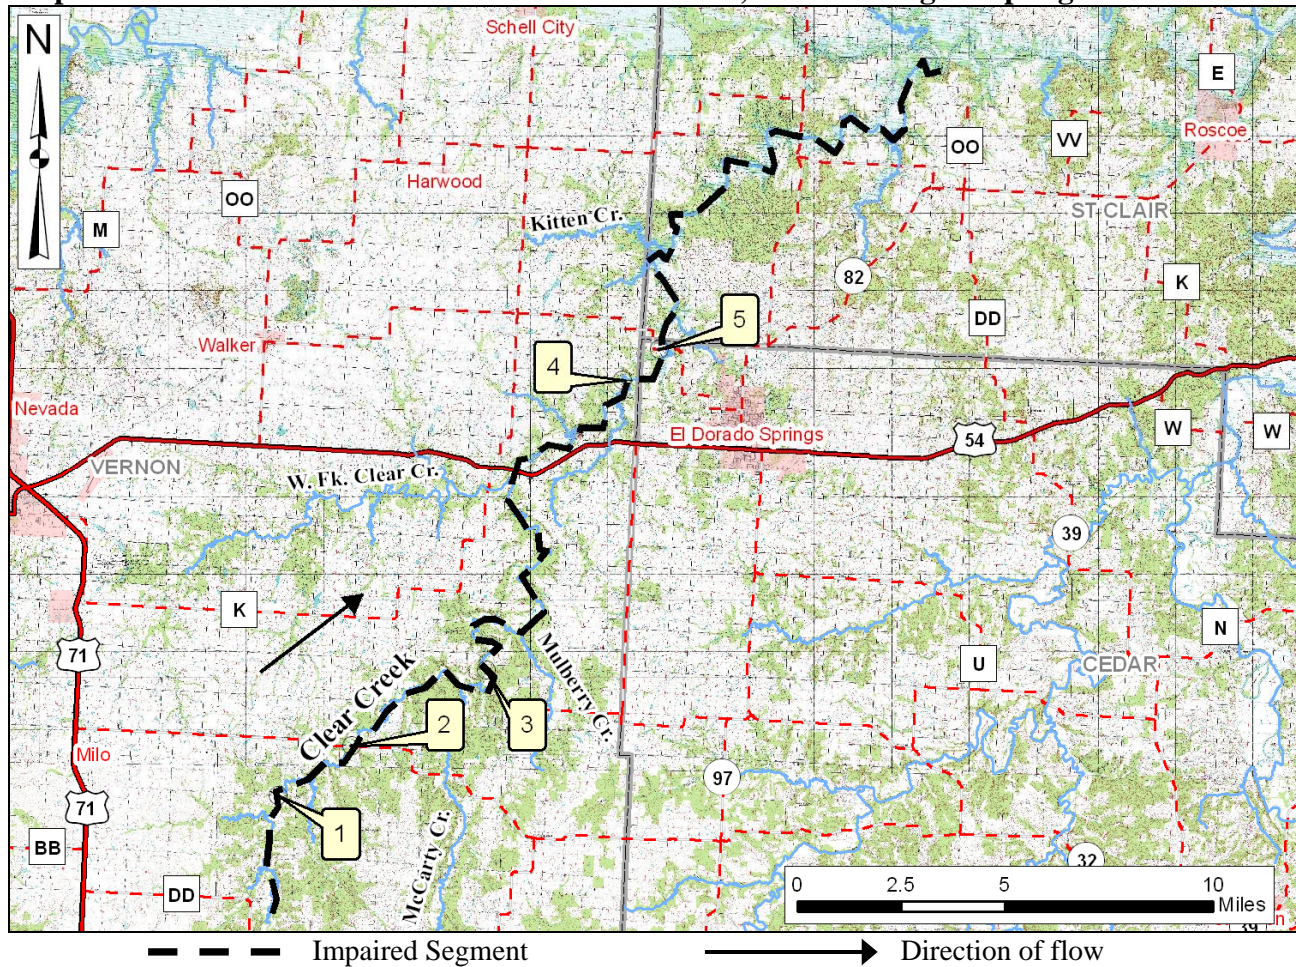 N
Schell City
E
Roscoe
OO
VV
Harwood
OO
ST CLAIR
Kitten Cr.
M
82
K
DD
5
Walker
4
Nevada
W
W
El Dorado Springs
54
VERNON
W. Fk. Clear Cr.
39
K
N
71
Mulberry Cr.
U
CEDAR
Clear Creek
2
3
Milo
97
71
1
McCarty Cr.
BB
32
DD
0 2.5 5 10
Miles
Impaired Segment
Direction of flow